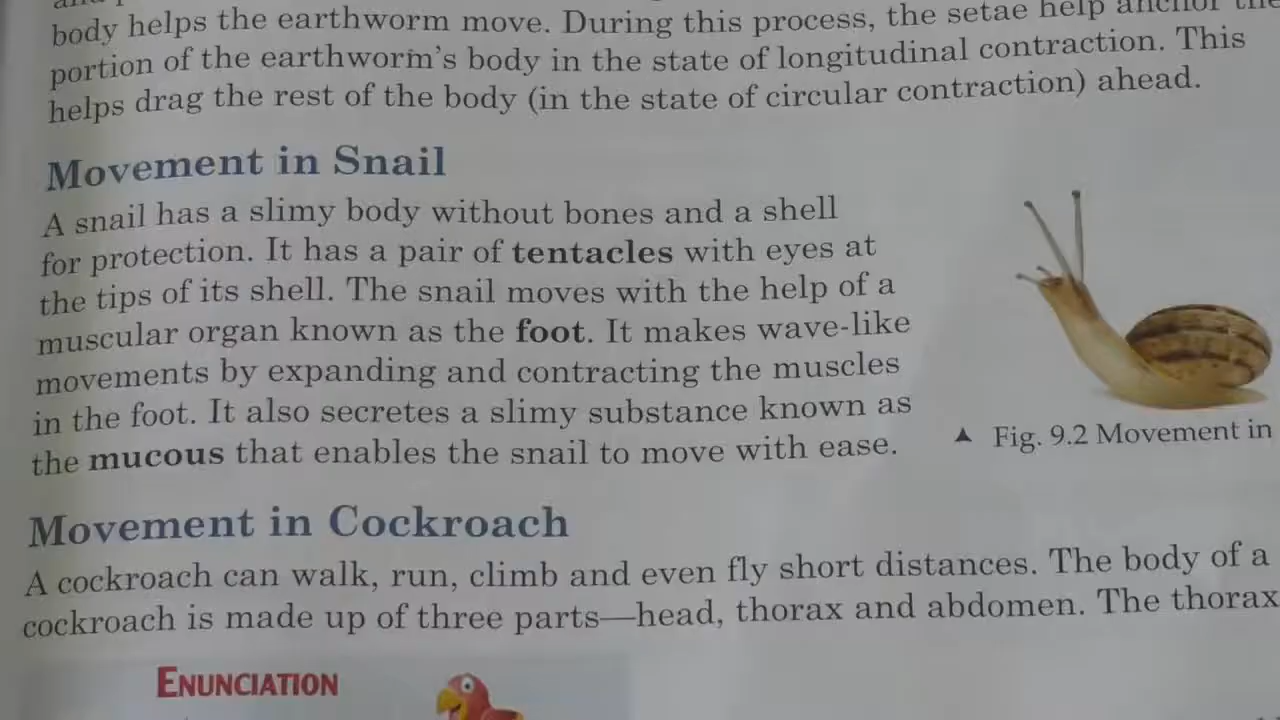 body helps the earthworm move. During this process, the setae help anchor the
portion of the earthworm's body in the state of longitudinal contraction. This
helps drag the rest of the body (in the state of circular contraction) ahead.
Movement in Snail
A snail has a slimy body without bones and a shell
for protection. It has a pair of tentacles with eyes at
the tips of its shell. The snail moves with the help of a
muscular organ known as the foot. It makes wave-like
movements by expanding and contracting the muscles
in the foot. It also secretes a slimy substance known as
the mucous that enables the snail to move with ease.
▲ Fig. 9.2 Movement in
Movement in Cockroach
A cockroach can walk, run, climb and even fly short distances. The body of a
cockroach is made up of three parts—head, thorax and abdomen. The thorax
ENUNCIATION